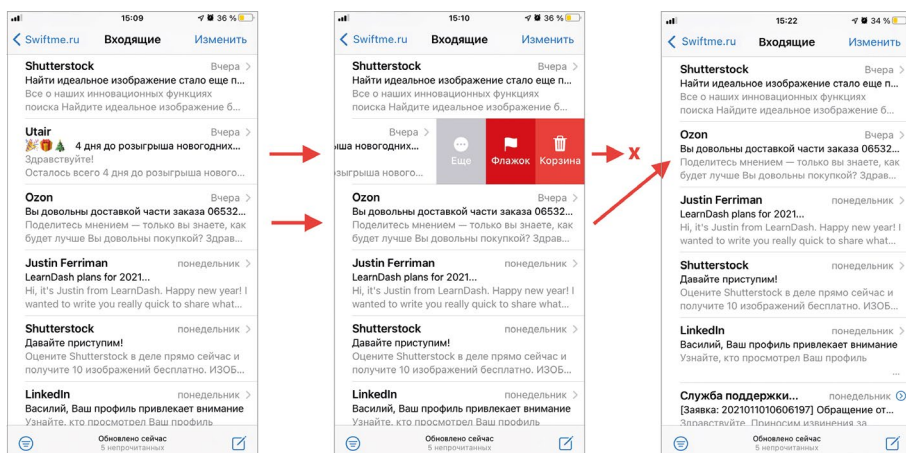 15:09
36 %
Swiftme.ru Входящие Изменить
Shutterstock Вчера
Найти идеальное изображение стало еще п...
Все о наших инновационных функциях
поиска Найдите идеальное изображение б...
Utair Вчера
4 дня до розыгрыша новогодних...
Здравствуйте!
Осталось всего 4 дня до розыгрыша нового...
Ozon Вчера
Вы довольны доставкой части заказа 06532...
Поделитесь мнением — только вы знаете, как
будет лучше Вы довольны покупкой? Здрав...
Justin Ferriman понедельник
LearnDash plans for 2021...
Hi, it's Justin from LearnDash. Happy new year! I
wanted to write you really quick to share what...
Shutterstock понедельник
Давайте приступим!
Оцените Shutterstock в деле прямо сейчас и
получите 10 изображений бесплатно. ИЗОБ...
LinkedIn понедельник
Василий, Ваш профиль привлекает внимание
Узнайте, кто просмотрел Ваш профиль
Обновлено сейчас
5 непрочитанных
15:10
36 %
Swiftme.ru Входящие Изменить
Shutterstock Вчера
Найти идеальное изображение стало еще п...
Все о наших инновационных функциях
поиска Найдите идеальное изображение б...
Вчера
ыша новогодних...
озыгрыша нового...
Еще Флажок Корзина
Ozon Вчера
Вы довольны доставкой части заказа 06532...
Поделитесь мнением — только вы знаете, как
будет лучше Вы довольны покупкой? Здрав...
Justin Ferriman понедельник
LearnDash plans for 2021...
Hi, it's Justin from LearnDash. Happy new year! I
wanted to write you really quick to share what...
Shutterstock понедельник
Давайте приступим!
Оцените Shutterstock в деле прямо сейчас и
получите 10 изображений бесплатно. ИЗОБ...
LinkedIn понедельник
Василий, Ваш профиль привлекает внимание
Узнайте, кто просмотрел Ваш профиль
Обновлено сейчас
5 непрочитанных
X
15:22
34 %
Swiftme.ru Входящие Изменить
Shutterstock Вчера
Найти идеальное изображение стало еще п...
Все о наших инновационных функциях
поиска Найдите идеальное изображение б...
Ozon Вчера
Вы довольны доставкой части заказа 06532...
Поделитесь мнением — только вы знаете, как
будет лучше Вы довольны покупкой? Здрав...
Justin Ferriman понедельник
LearnDash plans for 2021...
Hi, it's Justin from LearnDash. Happy new year! I
wanted to write you really quick to share what...
Shutterstock понедельник
Давайте приступим!
Оцените Shutterstock в деле прямо сейчас и
получите 10 изображений бесплатно. ИЗОБ...
LinkedIn понедельник
Василий, Ваш профиль привлекает внимание
Узнайте, кто просмотрел Ваш профиль
...
Служба поддержки... понедельник
[Заявка: 2021011010606197] Обращение от...
Здравствуйте. Приносим извинения за
Обновлено сейчас
5 непрочитанных